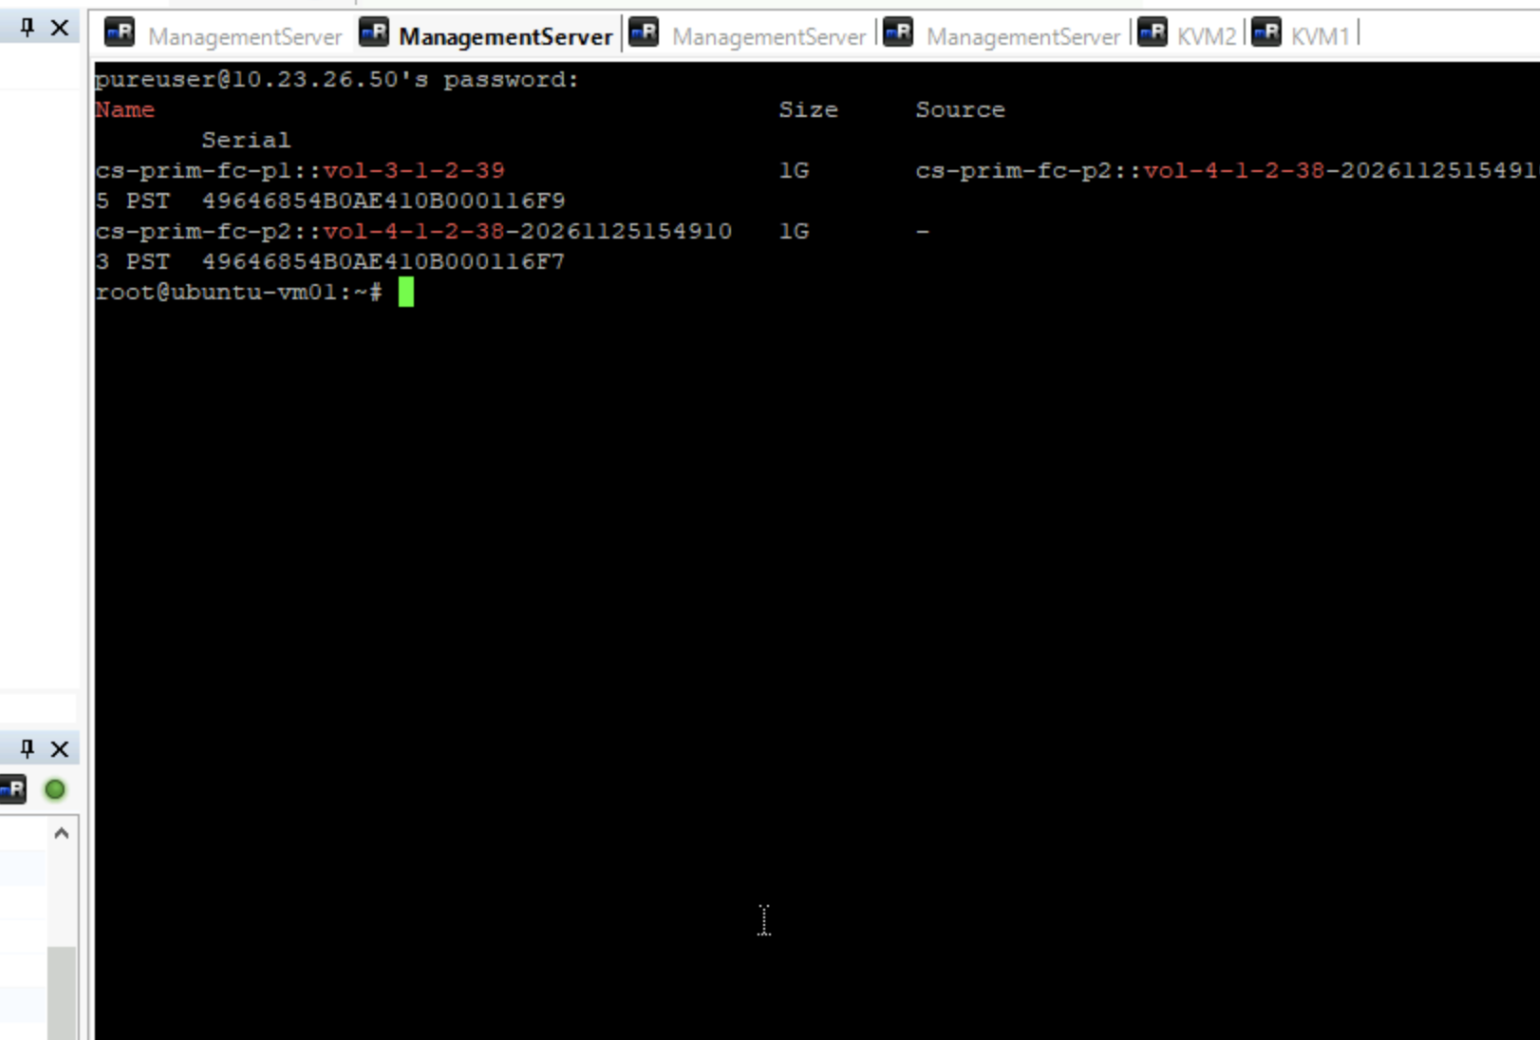 ManagementServer ManagementServer ManagementServer ManagementServer KVM2 KVM1
pureuser@10.23.26.50's password:
Name Size Source
Serial
cs-prim-fc-p1::vol-3-1-2-39 1G cs-prim-fc-p2::vol-4-1-2-38-20261125154910
5 PST 49646854B0AE410B000116F9
cs-prim-fc-p2::vol-4-1-2-38-20261125154910 1G -
3 PST 49646854B0AE410B000116F7
root@ubuntu-vm01:~#